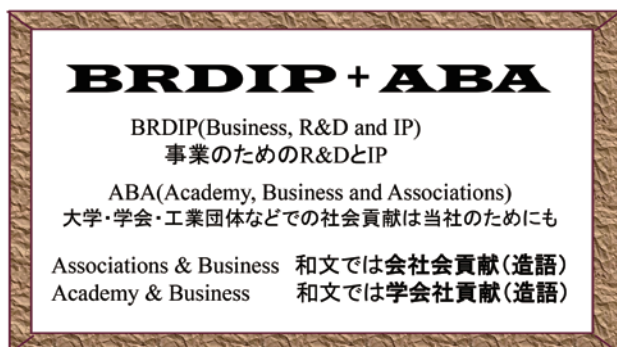 BRDIP+ABA
BRDIP(Business, R&D and IP)
事業のためのR&DとIP
ABA(Academy, Business and Associations)
大学・学会・工業団体などでの社会貢献は当社のためにも
Associations & Business 和文では会社会貢献(造語)
Academy & Business 和文では学会社貢献(造語)